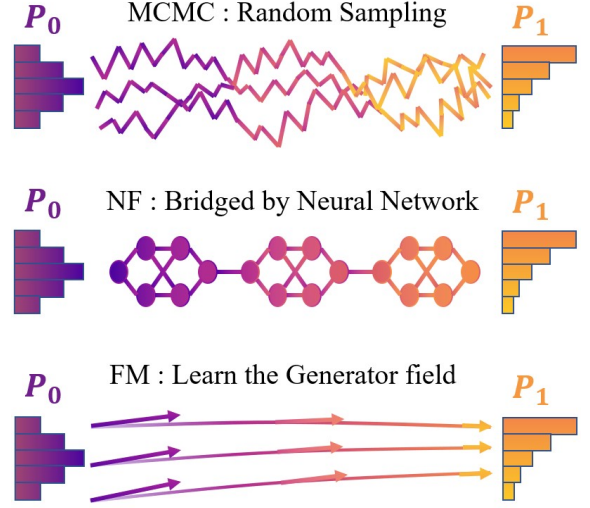 MCMC : Random Sampling
P0 P1
NF : Bridged by Neural Network
P0 P1
FM : Learn the Generator field
P0 P1